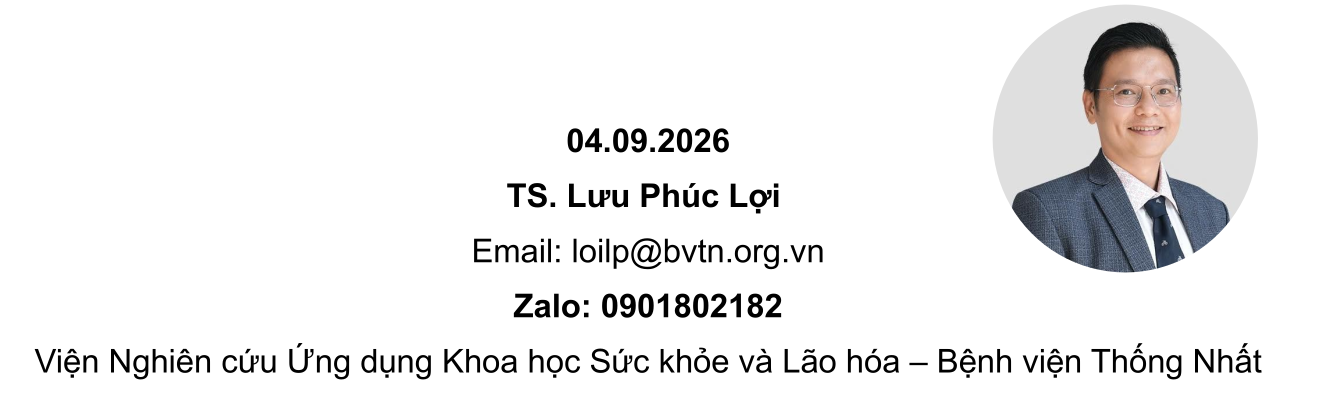 04.09.2026
TS. Lưu Phúc Lợi
Email: loilp@bvtn.org.vn
Zalo: 0901802182
Viện Nghiên cứu Ứng dụng Khoa học Sức khỏe và Lão hóa – Bệnh viện Thống Nhất